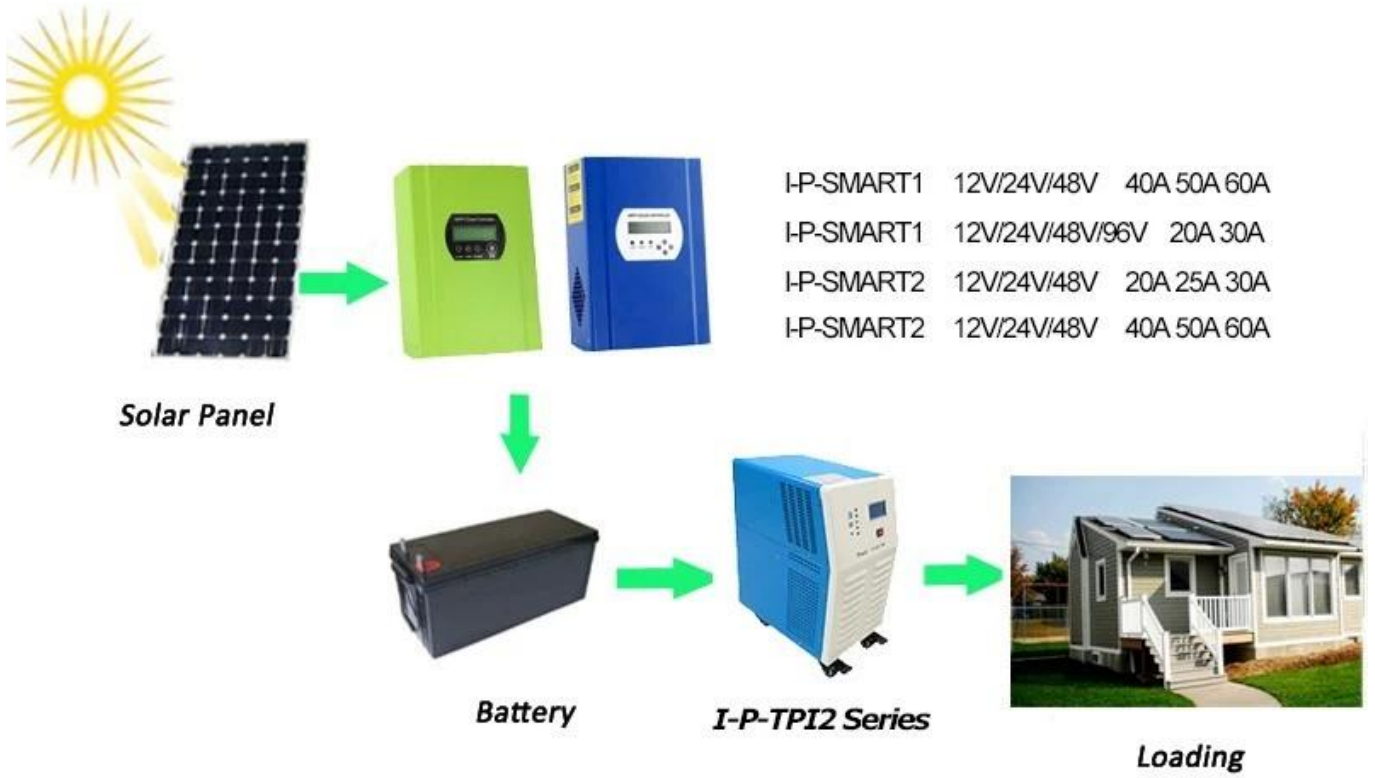 I-P-SMART1 12V/24V/48V 40A 50A 60A
I-P-SMART1 12V/24V/48V/96V 20A 30A
I-P-SMART2 12V/24V/48V 20A 25A 30A
I-P-SMART2 12V/24V/48V 40A 50A 60A
Solar Panel
Battery
I-P-TPI2 Series
Loading